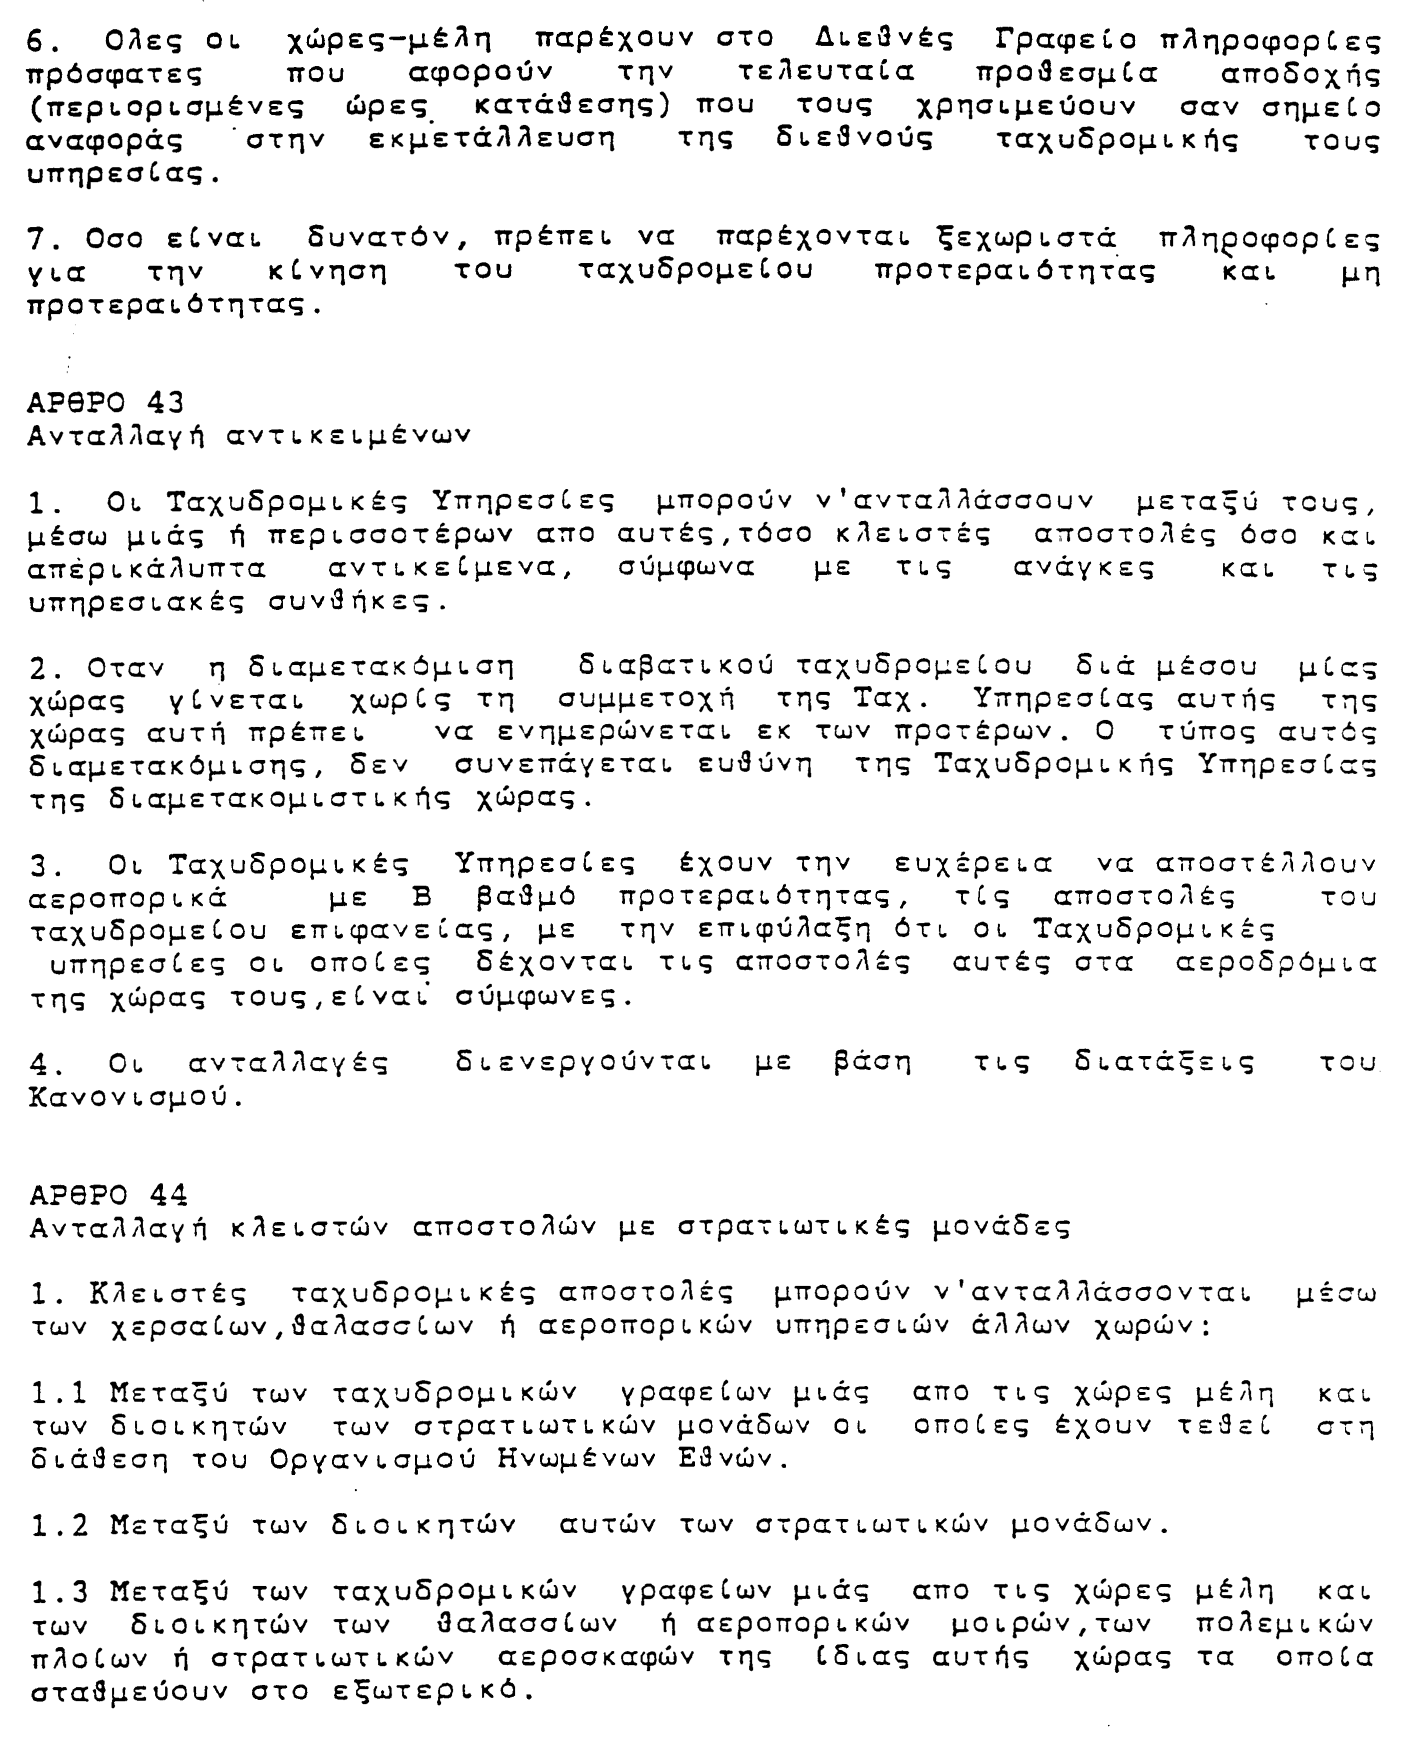 6. Ολες οι χώρες-μέλη παρέχουν στο Διεθνές Γραφείο πληροφορίες
πρόσφατες που αφορούν την τελευταία προθεσμία αποδοχής
(περιορισμένες ώρες κατάθεσης) που τους χρησιμεύουν σαν σημείο
αναφοράς στην εκμετάλλευση της διεθνούς ταχυδρομικής τους
υπηρεσίας.
7. Οσο είναι δυνατόν, πρέπει να παρέχονται ξεχωριστά πληροφορίες
για την κίνηση του ταχυδρομείου προτεραιότητας και μη
προτεραιότητας.
ΑΡΘΡΟ 43
Ανταλλαγή αντικειμένων
1. Οι Ταχυδρομικές Υπηρεσίες μπορούν ν'ανταλλάσσουν μεταξύ τους,
μέσω μιάς ή περισσοτέρων απο αυτές,τόσο κλειστές αποστολές όσο και
απερικάλυπτα αντικείμενα, σύμφωνα με τις ανάγκες και τις
υπηρεσιακές συνθήκες.
2. Οταν η διαμετακόμιση διαβατικού ταχυδρομείου διά μέσου μίας
χώρας γίνεται χωρίς τη συμμετοχή της Ταχ. Υπηρεσίας αυτής της
χώρας αυτή πρέπει να ενημερώνεται εκ των προτέρων. Ο τύπος αυτός
διαμετακόμισης, δεν συνεπάγεται ευθύνη της Ταχυδρομικής Υπηρεσίας
της διαμετακομιστικής χώρας.
3. Οι Ταχυδρομικές Υπηρεσίες έχουν την ευχέρεια να αποστέλλουν
αεροπορικά με Β βαθμό προτεραιότητας, τίς αποστολές του
ταχυδρομείου επιφανείας, με την επιφύλαξη ότι οι Ταχυδρομικές
υπηρεσίες οι οποίες δέχονται τις αποστολές αυτές στα αεροδρόμια
της χώρας τους,είναι σύμφωνες.
4. Οι ανταλλαγές διενεργούνται με βάση τις διατάξεις του
Κανονισμού.
ΑΡΘΡΟ 44
Ανταλλαγή κλειστών αποστολών με στρατιωτικές μονάδες
1. Κλειστές ταχυδρομικές αποστολές μπορούν ν'ανταλλάσσονται μέσω
των χερσαίων,θαλασσίων ή αεροπορικών υπηρεσιών άλλων χωρών:
1.1 Μεταξύ των ταχυδρομικών γραφείων μιάς απο τις χώρες μέλη και
των διοικητών των στρατιωτικών μονάδων οι οποίες έχουν τεθεί στη
διάθεση του Οργανισμού Ηνωμένων Εθνών.
1.2 Μεταξύ των διοικητών αυτών των στρατιωτικών μονάδων.
1.3 Μεταξύ των ταχυδρομικών γραφείων μιάς απο τις χώρες μέλη και
των διοικητών των θαλασσίων ή αεροπορικών μοιρών,των πολεμικών
πλοίων ή στρατιωτικών αεροσκαφών της ίδιας αυτής χώρας τα οποία
σταθμεύουν στο εξωτερικό.